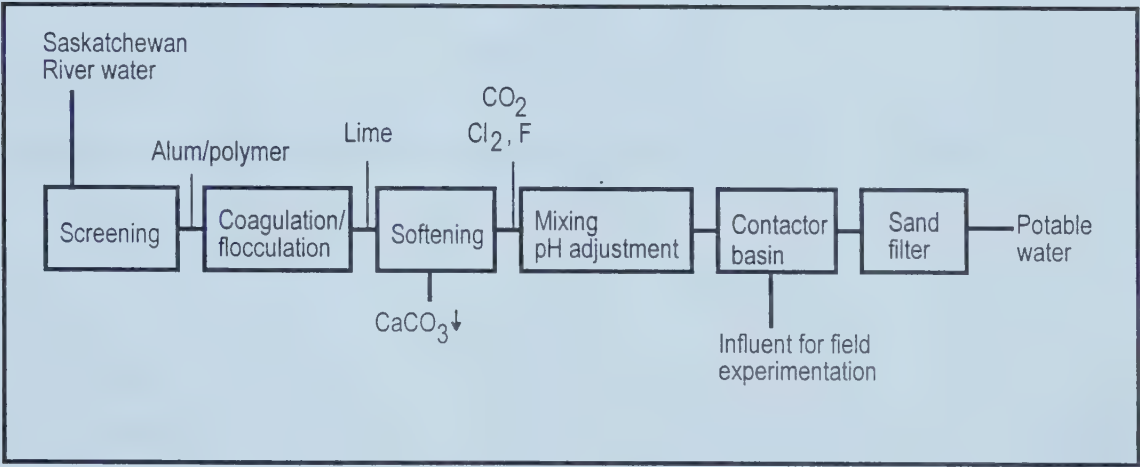 Saskatchewan
River water
Alum/polymer
Lime
CO2
Cl2, F
Screening
Coagulation/
flocculation
Softening
Mixing
pH adjustment
Contactor
basin
Sand
filter
Potable
water
CaCO3↓
Influent for field
experimentation